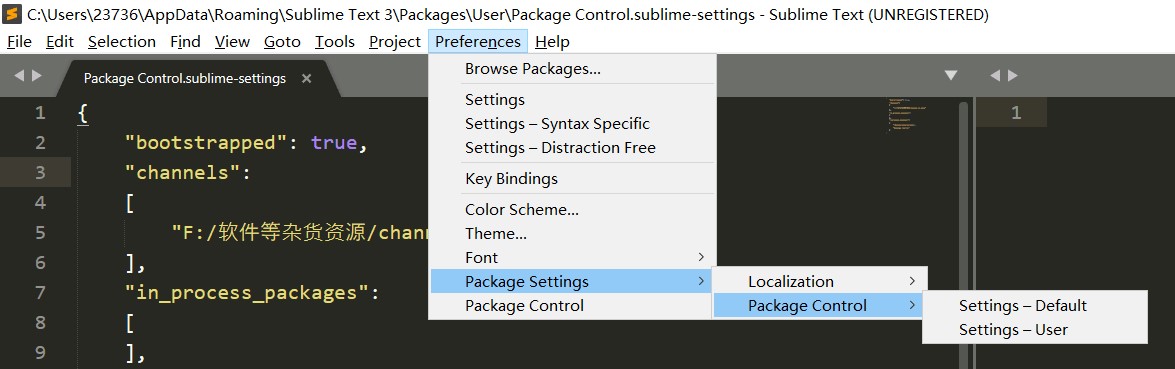 C:\Users\23736\AppData\Roaming\Sublime Text 3\Packages\User\Package Control.sublime-settings - Sublime Text (UNREGISTERED)
File Edit Selection Find View Goto Tools Project Preferences Help
Package Control.sublime-settings
1 {
2 "bootstrapped": true,
3 "channels":
4 [
5 "F:/软件等杂货资源/chann
6 ],
7 "in_process_packages":
8 [
9 ],
Browse Packages...
Settings
Settings – Syntax Specific
Settings – Distraction Free
Key Bindings
Color Scheme...
Theme...
Font
Package Settings
Package Control
Localization
Package Control
Settings – Default
Settings – User
1